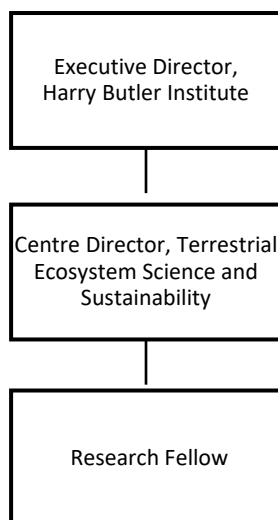 Executive Director,
Harry Butler Institute
Centre Director, Terrestrial
Ecosystem Science and
Sustainability
Research Fellow